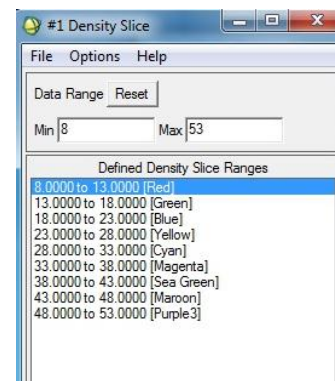 #1 Density Slice
File Options Help
Data Range Reset
Min 8 Max 53
Defined Density Slice Ranges
8.0000 to 13.0000 [Red]
13.0000 to 18.0000 [Green]
18.0000 to 23.0000 [Blue]
23.0000 to 28.0000 [Yellow]
28.0000 to 33.0000 [Cyan]
33.0000 to 38.0000 [Magenta]
38.0000 to 43.0000 [Sea Green]
43.0000 to 48.0000 [Maroon]
48.0000 to 53.0000 [Purple3]